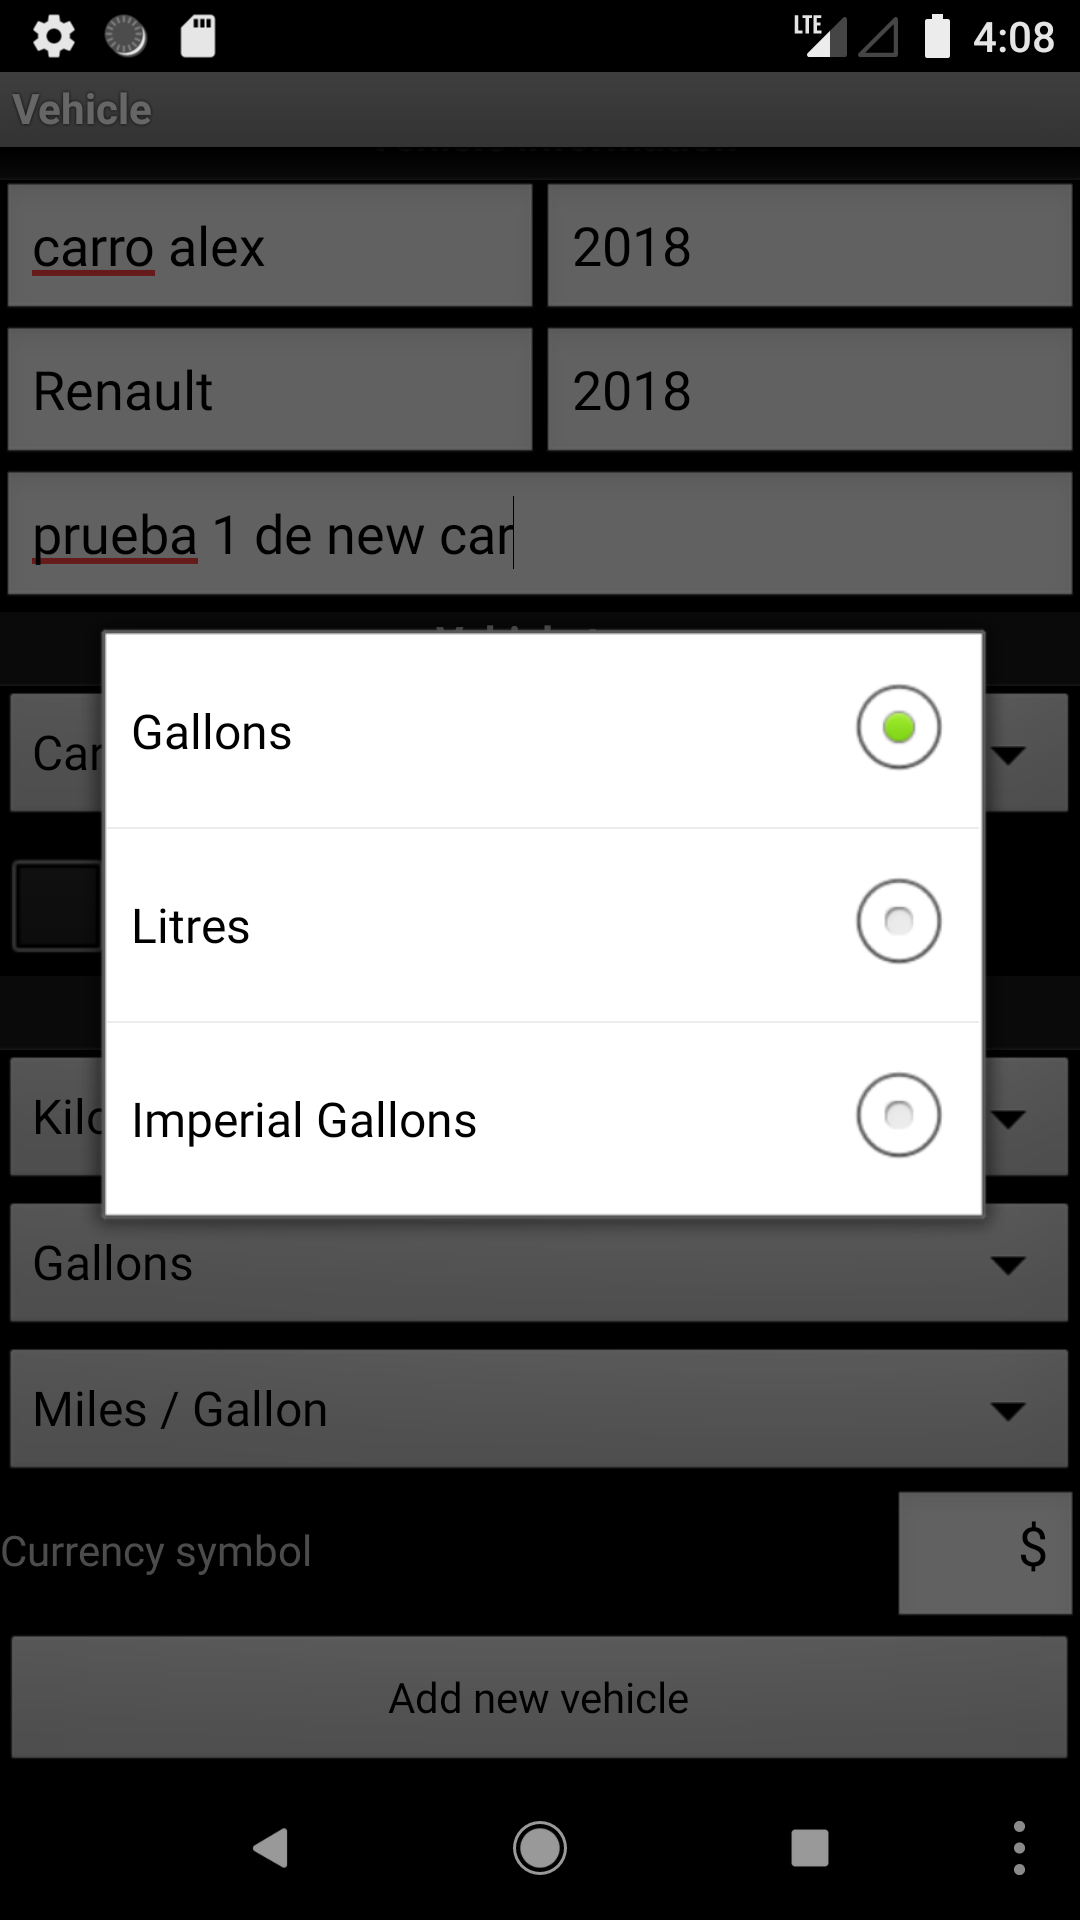 LTE 4:08
Vehicle
carro alex 2018
Renault 2018
prueba 1 de new car
Car
Gallons
Litres
Imperial Gallons
Kilo
Gallons
Miles / Gallon
Currency symbol $
Add new vehicle